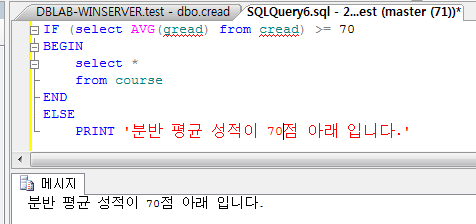 DBLAB-WINSERVER.test - dbo.cread SQLQuery6.sql - 2...est (master (71))*
IF (select AVG(gread) from cread) >= 70
BEGIN
select *
from course
END
ELSE
PRINT '분반 평균 성적이 70점 아래 입니다.'
메시지
분반 평균 성적이 70점 아래 입니다.